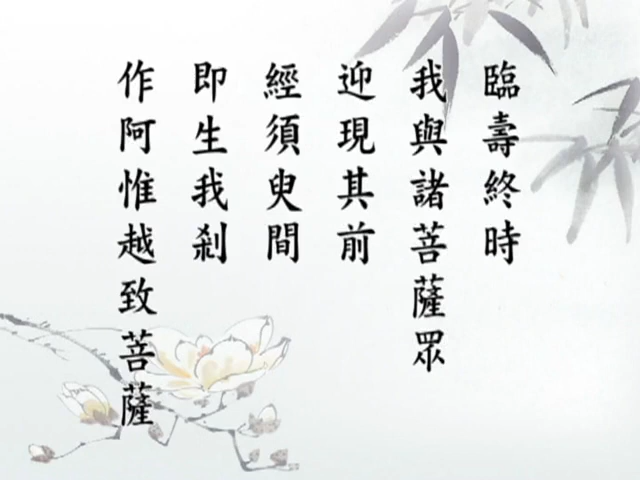 臨壽終時
我與諸菩薩眾
迎現其前
經須臾間
即生我剎
作阿惟越致菩薩